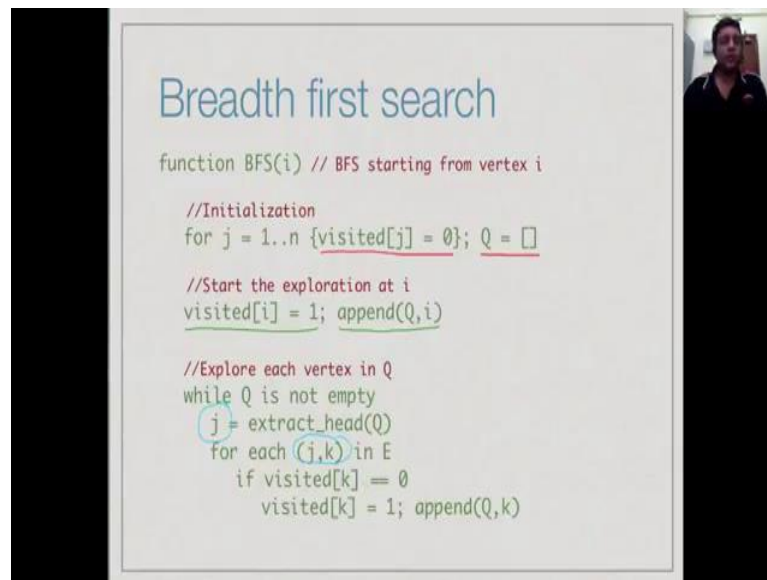 Breadth first search
function BFS(i) // BFS starting from vertex i
//Initialization
for j = 1..n {visited[j] = 0}; Q = []
//Start the exploration at i
visited[i] = 1; append(Q,i)
//Explore each vertex in Q
while Q is not empty
j = extract_head(Q)
for each (j,k) in E
if visited[k] == 0
visited[k] = 1; append(Q,k)